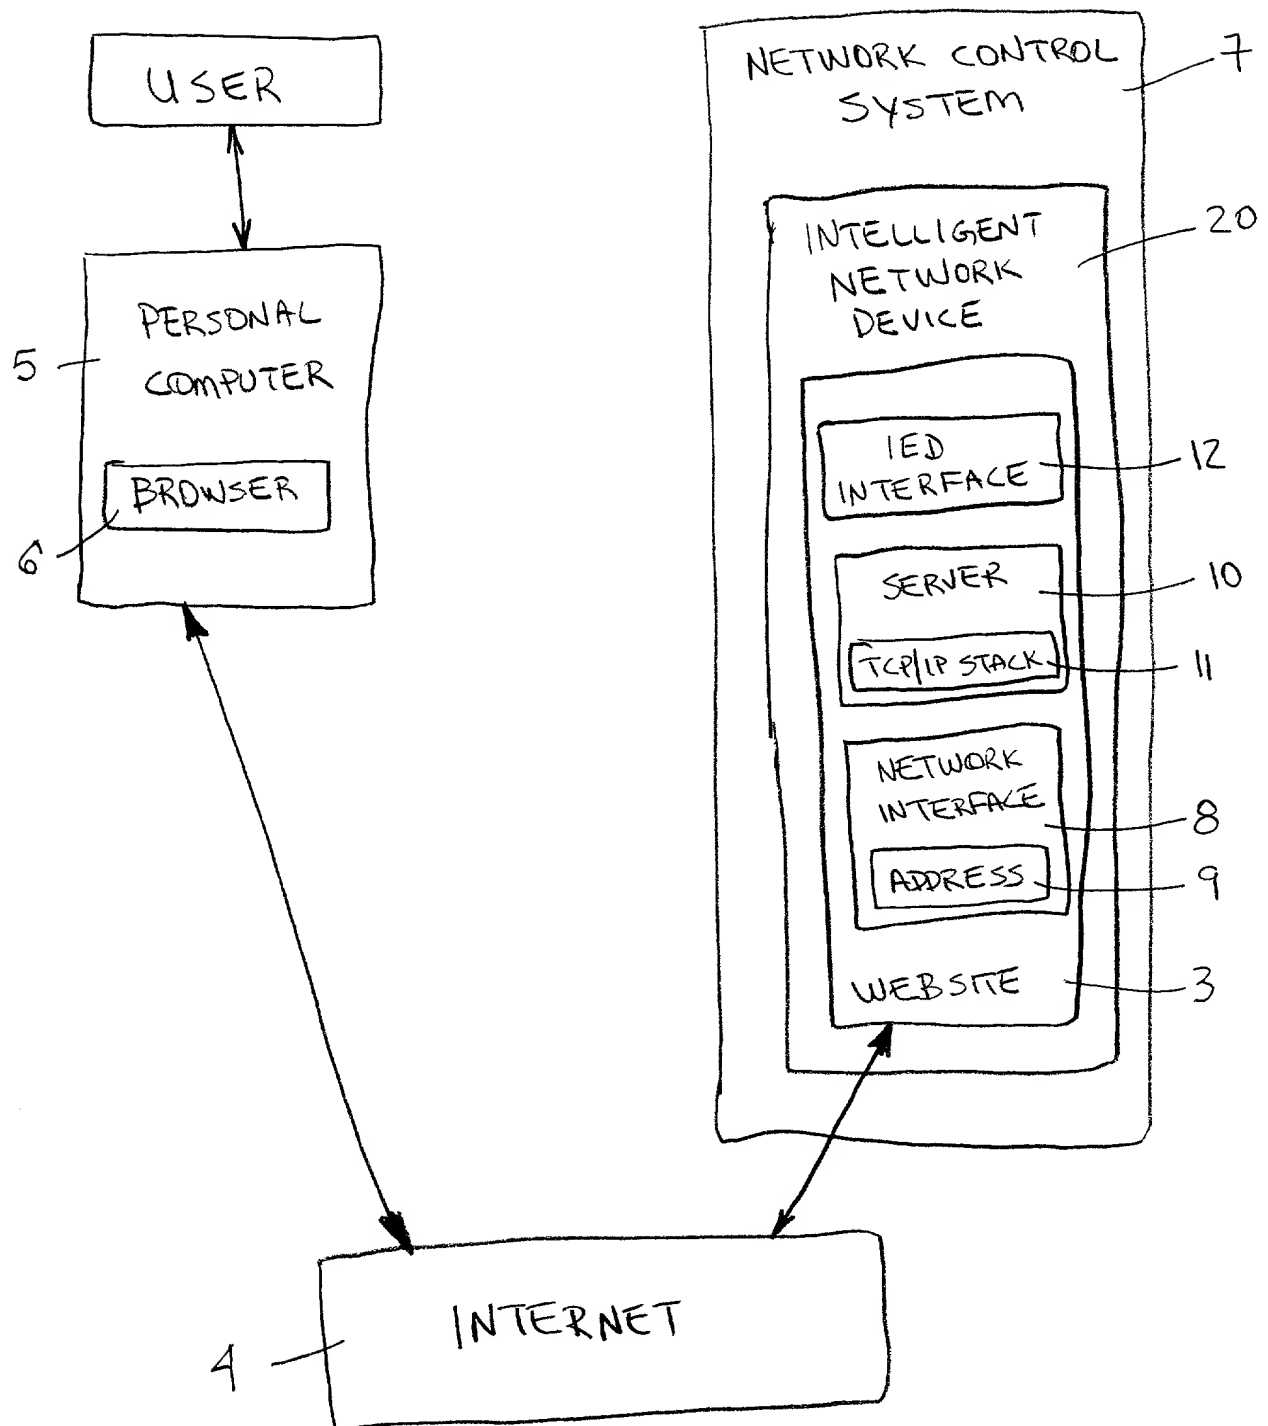 USER
PERSONAL
COMPUTER
5
BROWSER
6
NETWORK CONTROL
SYSTEM
7
INTELLIGENT
NETWORK
DEVICE
20
IED
INTERFACE
12
SERVER
10
TCP/IP STACK
11
NETWORK
INTERFACE
8
ADDRESS
9
WEBSITE
3
INTERNET
4